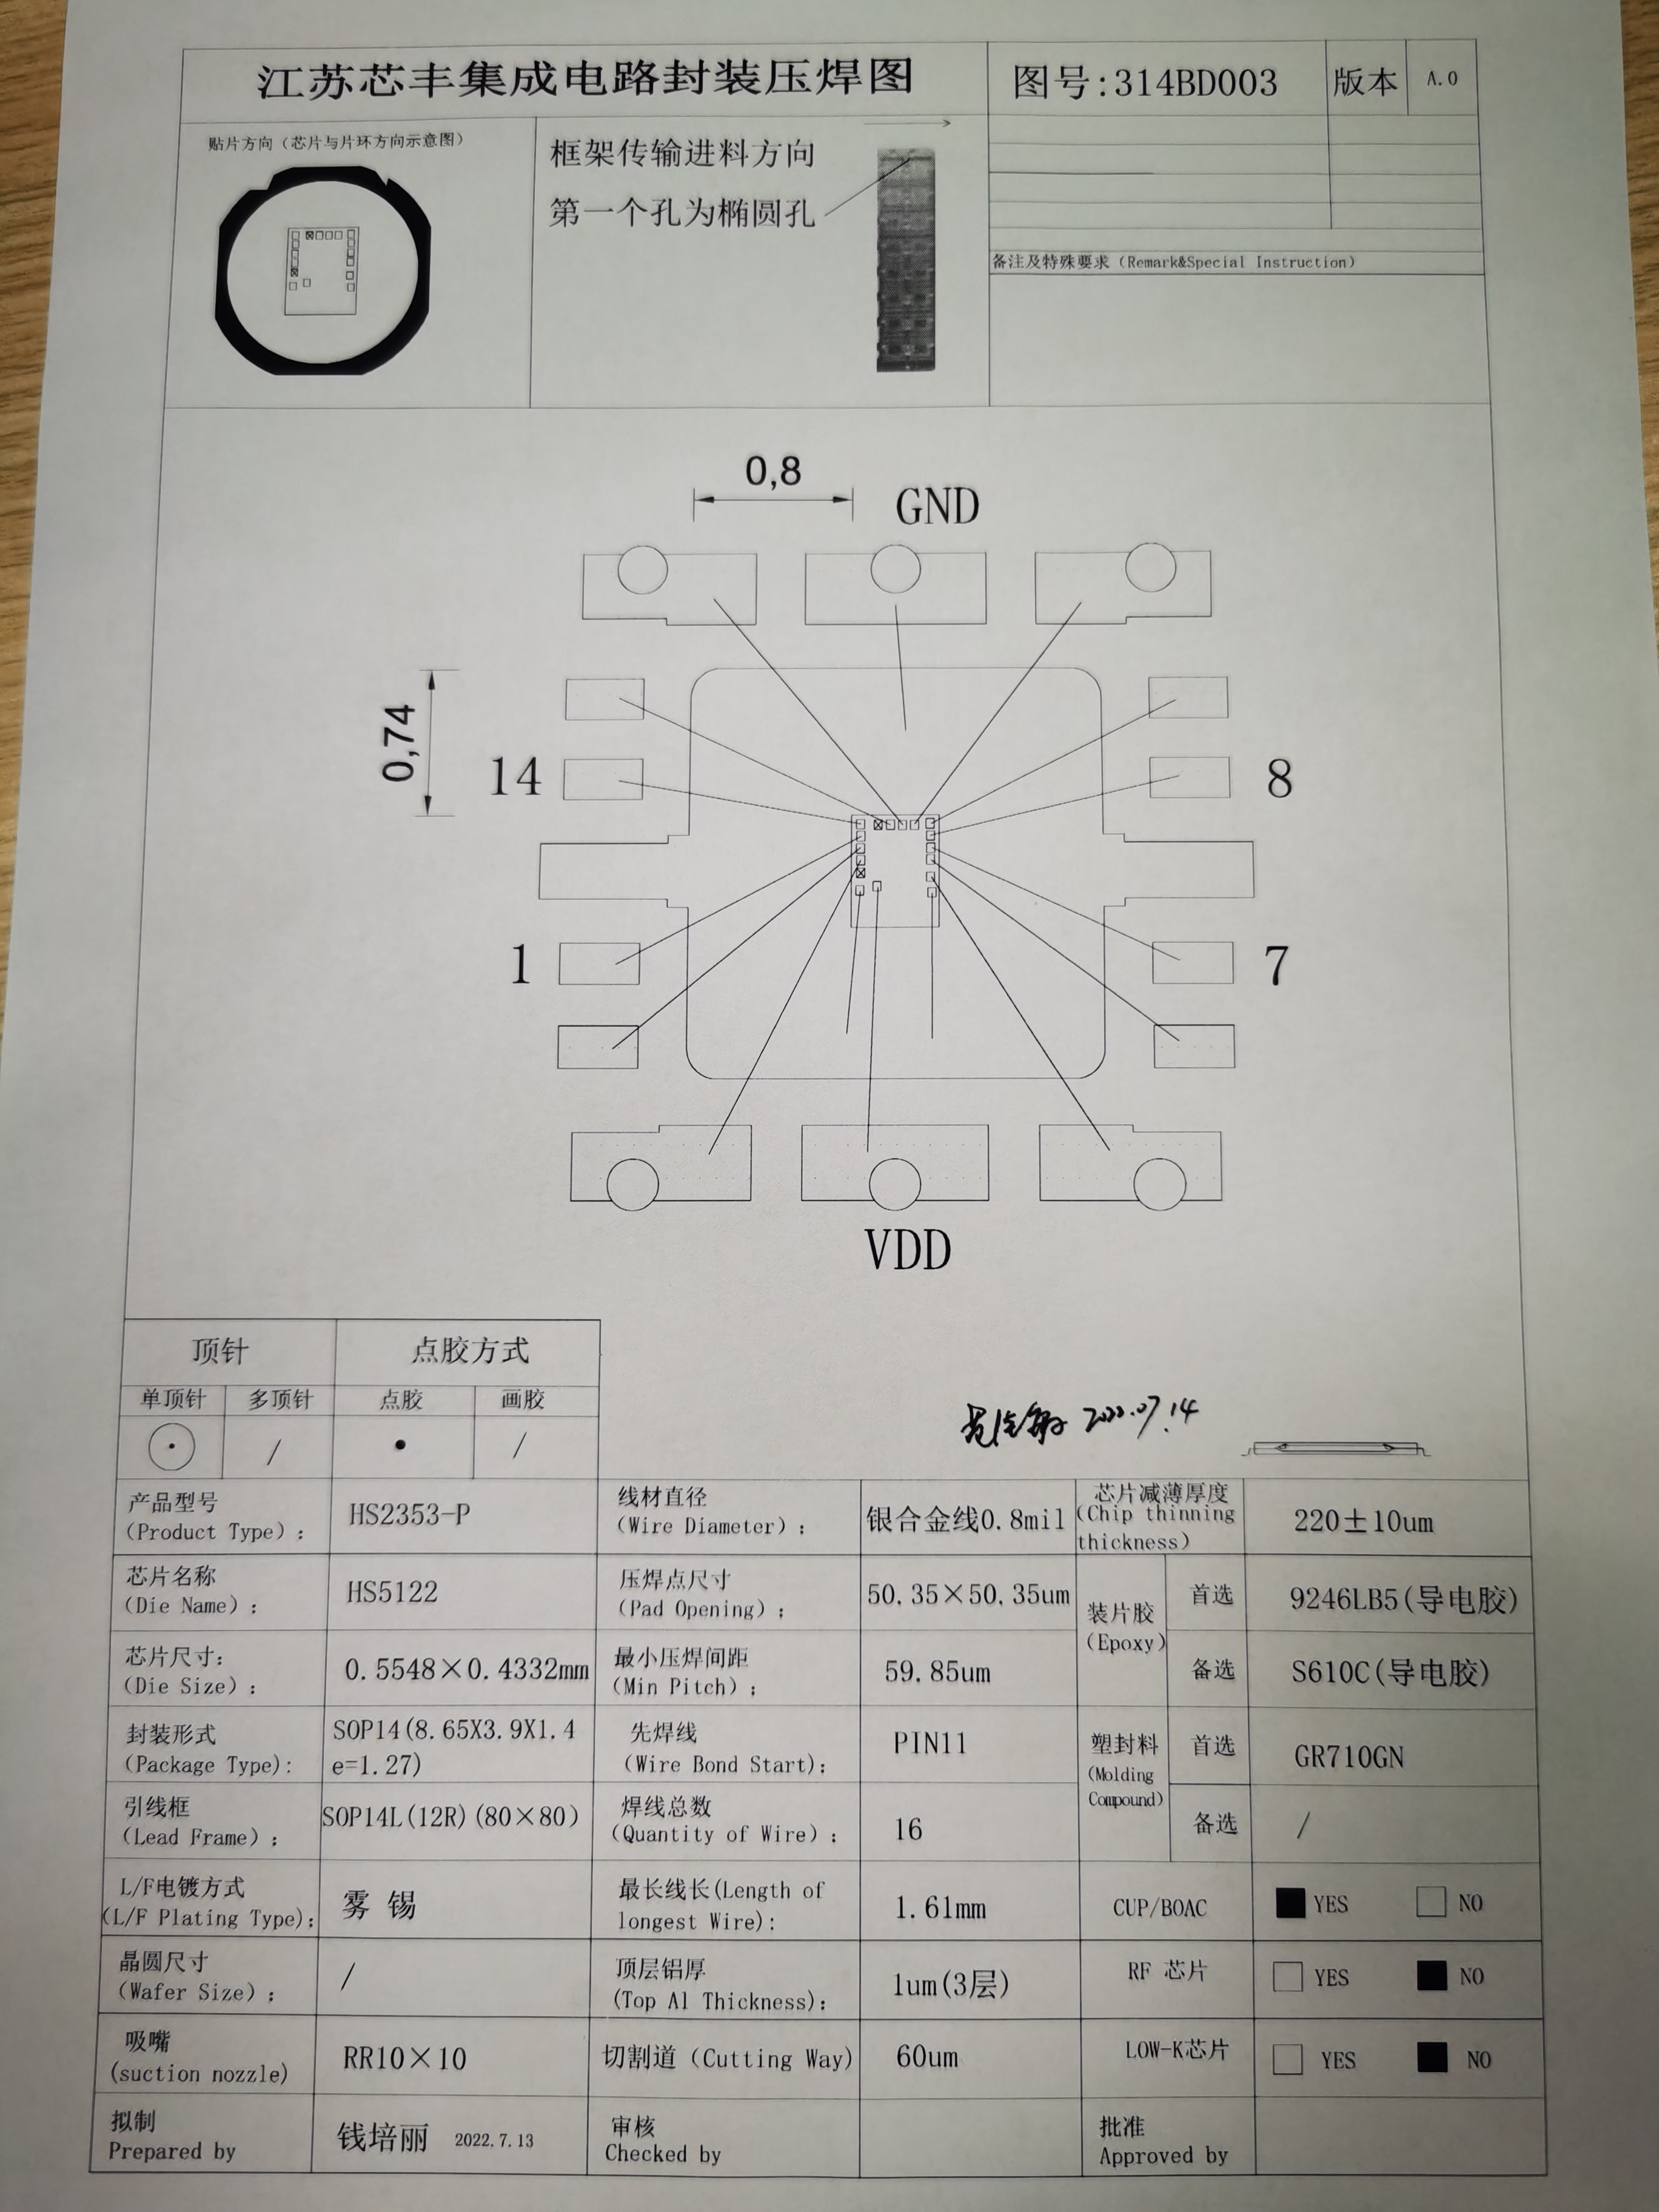 江苏芯丰集成电路封装压焊图
图号:314BD003
版本
A.0
贴片方向（芯片与片环方向示意图）
框架传输进料方向
第一个孔为椭圆孔
备注及特殊要求（Remark&Special Instruction）
0,8
GND
0,74
14
8
1
7
VDD
顶针
点胶方式
单顶针
多顶针
点胶
画胶
/
/
2022.07.14
产品型号
（Product Type）:
HS2353-P
线材直径
（Wire Diameter）:
银合金线0.8mil
芯片减薄厚度
(Chip thinning
thickness)
220±10um
芯片名称
（Die Name）:
HS5122
压焊点尺寸
（Pad Opening）;
50.35×50.35um
装片胶
(Epoxy)
首选
9246LB5(导电胶)
芯片尺寸:
（Die Size）:
0.5548×0.4332mm
最小压焊间距
（Min Pitch）;
59.85um
备选
S610C(导电胶)
封装形式
（Package Type):
SOP14(8.65X3.9X1.4
e=1.27)
先焊线
（Wire Bond Start):
PIN11
塑封料
(Molding
Compound)
首选
GR710GN
引线框
（Lead Frame）;
SOP14L(12R)(80×80)
焊线总数
（Quantity of Wire）:
16
备选
/
L/F电镀方式
(L/F Plating Type);
雾 锡
最长线长(Length of
longest Wire):
1.61mm
CUP/BOAC
YES
NO
晶圆尺寸
（Wafer Size）;
/
顶层铝厚
(Top Al Thickness):
1um(3层)
RF 芯片
YES
NO
吸嘴
(suction nozzle)
RR10×10
切割道（Cutting Way)
60um
LOW-K芯片
YES
NO
拟制
Prepared by
钱培丽 2022.7.13
审核
Checked by
批准
Approved by